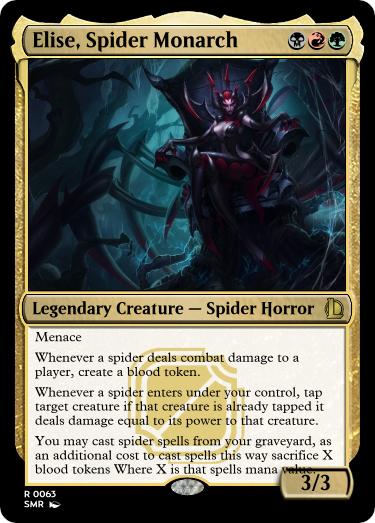 Elise, Spider Monarch
Legendary Creature — Spider Horror
Menace
Whenever a spider deals combat damage to a
player, create a blood token.
Whenever a spider enters under your control, tap
target creature if that creature is already tapped it
deals damage equal to its power to that creature.
You may cast spider spells from your graveyard, as
an additional cost to cast spells this way sacrifice X
blood tokens Where X is that spells mana value.
3/3
R 0063
SMR